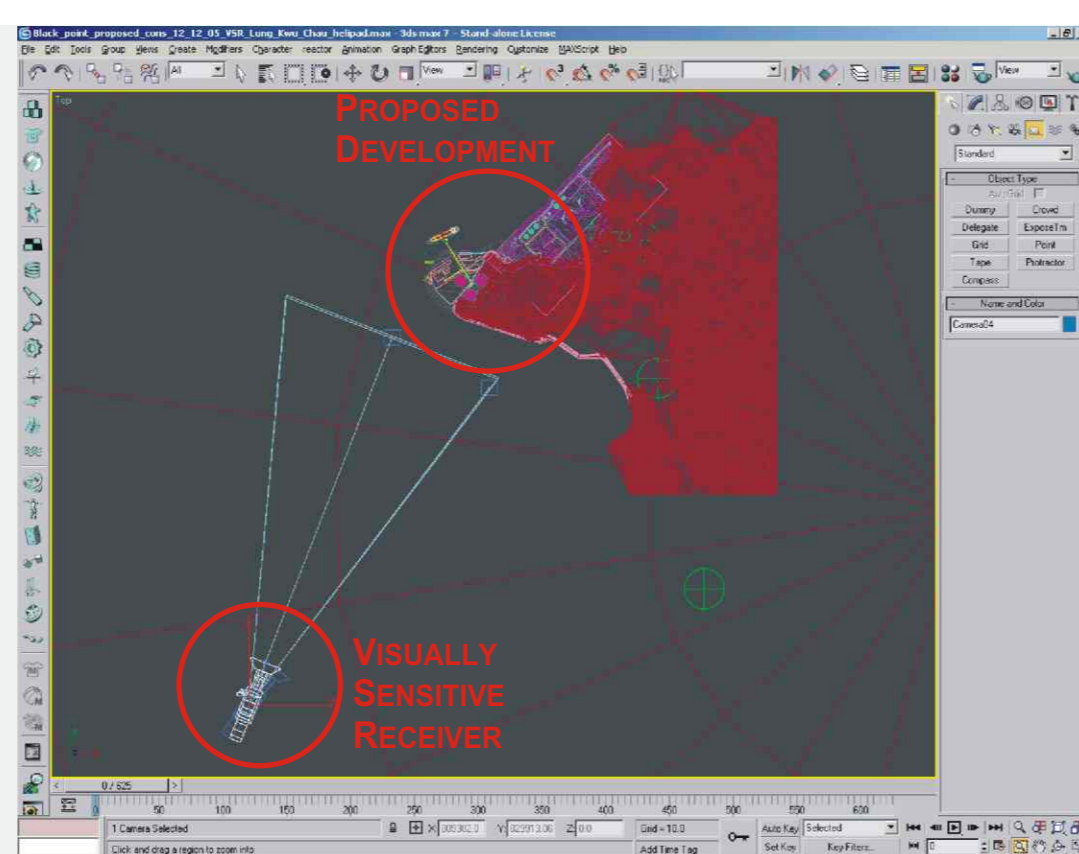 Black_point_proposed_cons_12_12_05_VSR_Lung_Kwu_Chau_helipad.max - 3ds max 7 - Stand-alone License
File Edit Tools Group Views Create Modifiers Character reactor Animation Graph Editors Rendering Customize MAXScript Help
All View View
Top
PROPOSED
DEVELOPMENT
Standard
- Object Type
AutoGrid
Dummy Crowd
Delegate ExposeTm
Grid Point
Tape Protractor
Compass
- Name and Color
Camera04
VISUALLY
SENSITIVE
RECEIVER
< 0 / 625 >
0 50 100 150 200 250 300 350 400 450 500 550 600
1 Camera Selected X: Y: Z: 0.0 Grid = 10.0 Auto Key Selected
Click and drag a region to zoom into Add Time Tag Set Key Key Filters... 0